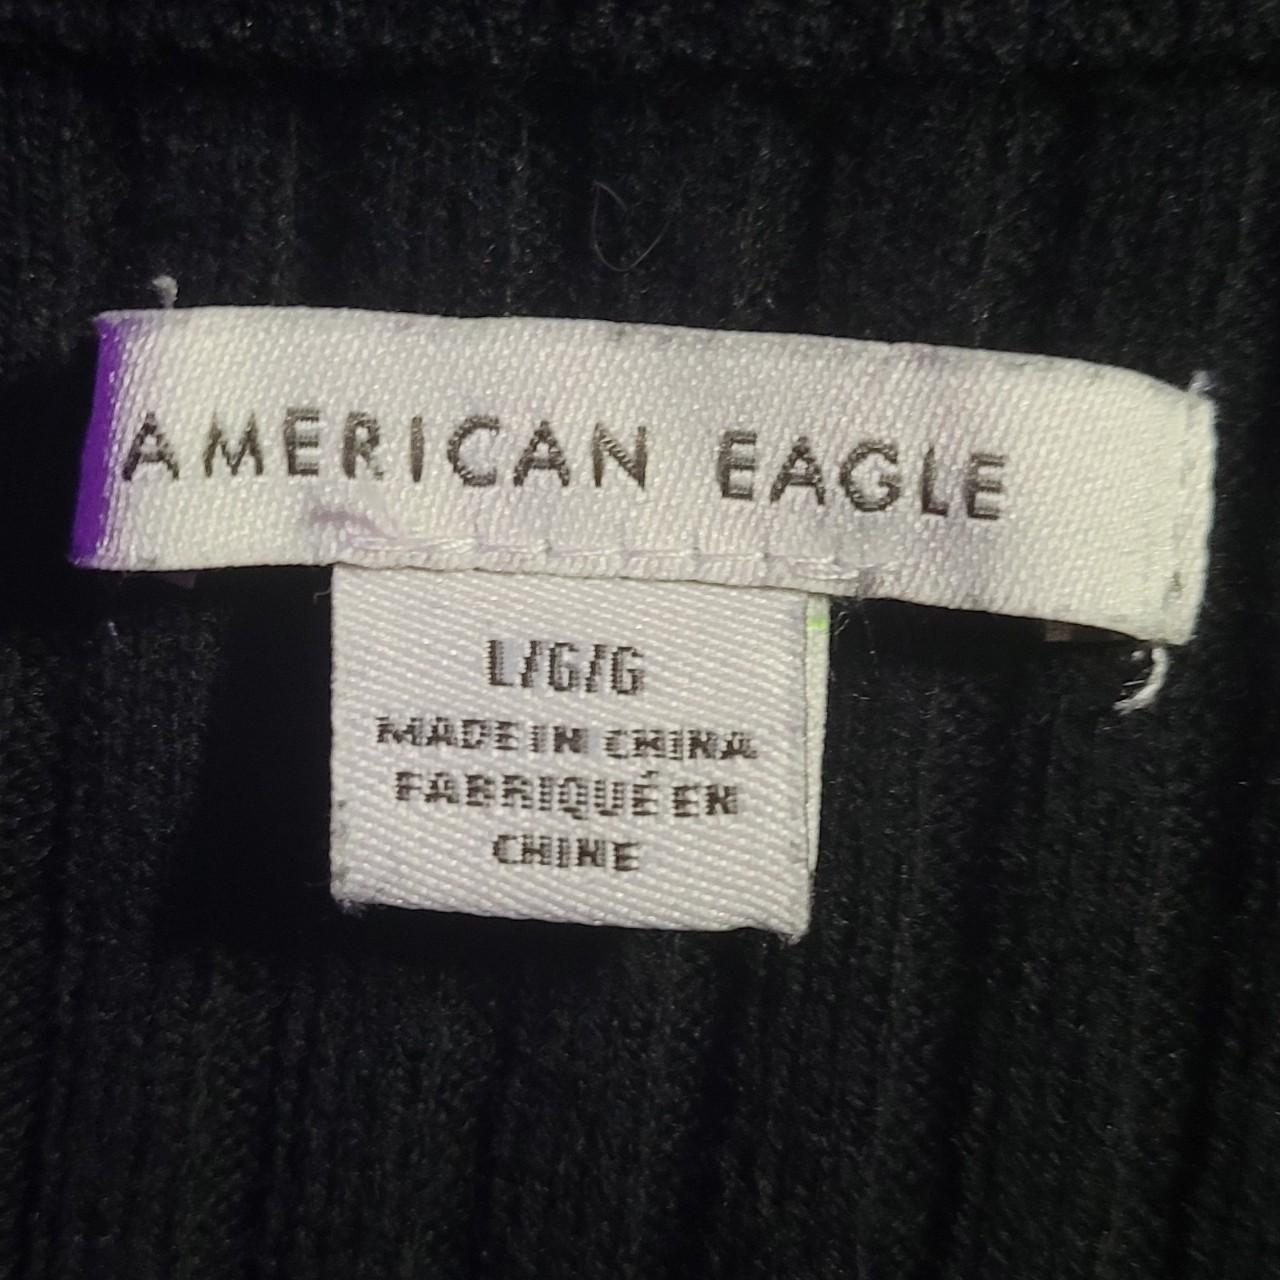 AMERICAN EAGLE
L/G/G
MADE IN CHINA
FABRIQUÉ EN
CHINE